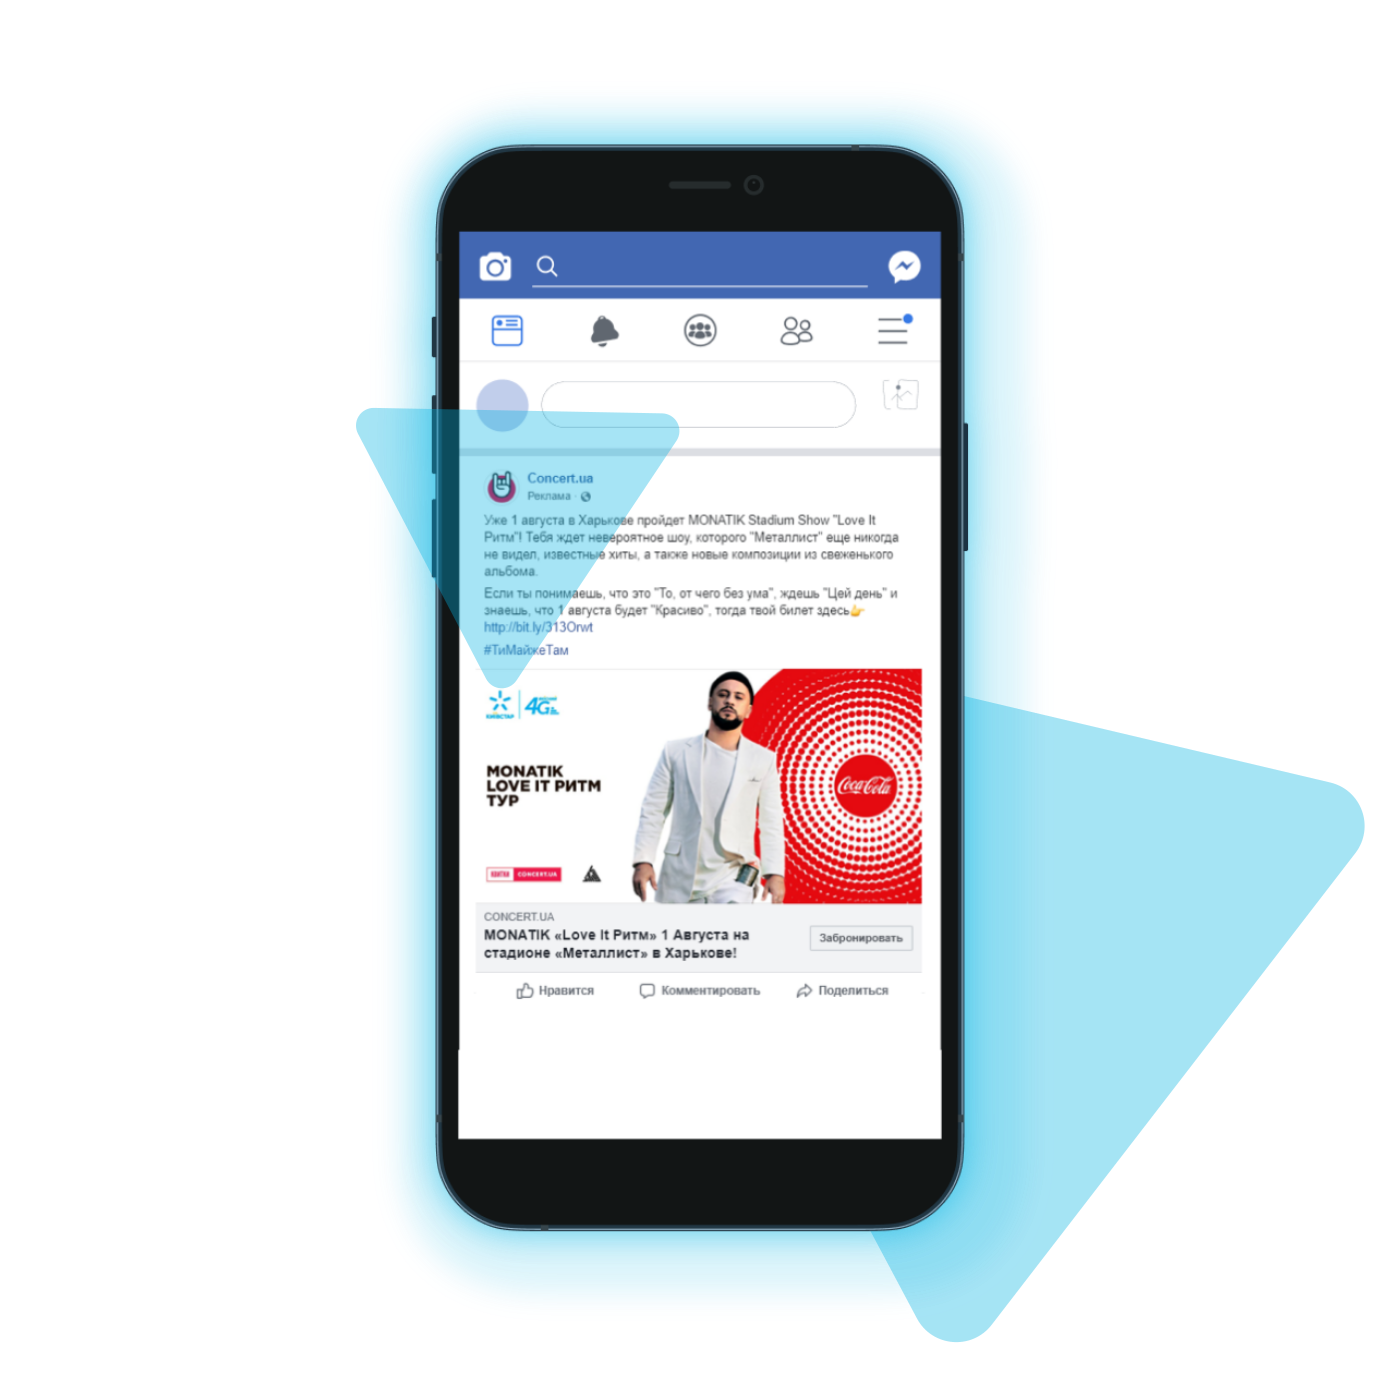 Concert.ua
Реклама ·
Уже 1 августа в Харькове пройдет MONATIK Stadium Show "Love It
Ритм"! Тебя ждет невероятное шоу, которого "Металлист" еще никогда
не видел, известные хиты, а также новые композиции из свеженького
альбома.
Если ты понимаешь, что это "То, от чего без ума", ждешь "Цей день" и
знаешь, что 1 августа будет "Красиво", тогда твой билет здесь👉
http://bit.ly/313Orwt
#ТиМайжеТам
КИЇВСТАР 4G
MONATIK
LOVE IT РИТМ
ТУР
Coca-Cola
CONCERT.UA
CONCERT.UA
MONATIK «Love It Ритм» 1 Августа на
стадионе «Металлист» в Харькове!
Забронировать
Нравится Комментировать Поделиться